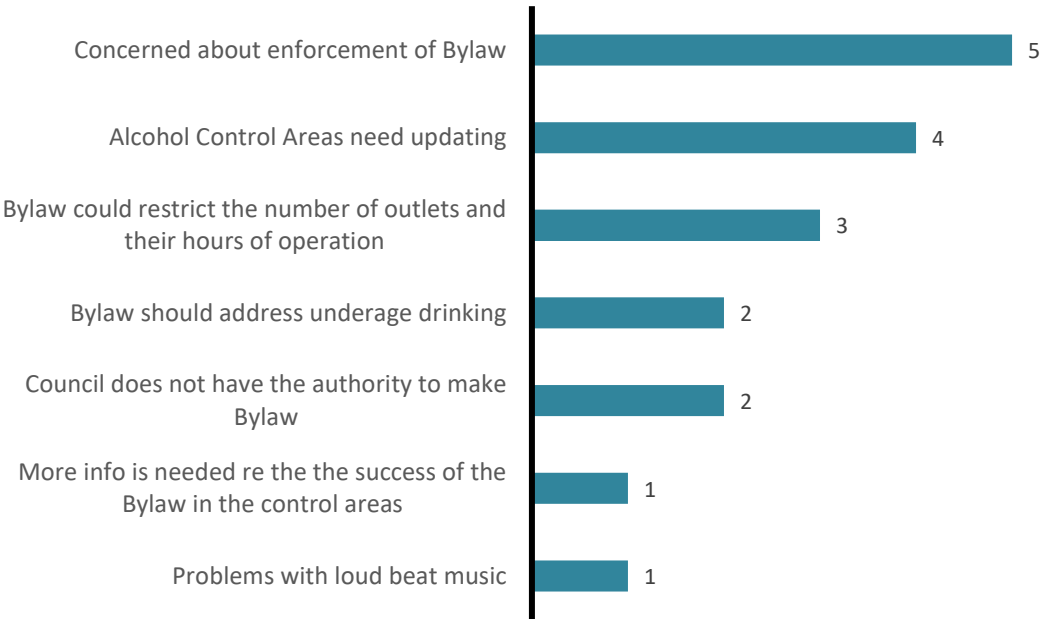 Concerned about enforcement of Bylaw
5
Alcohol Control Areas need updating
4
Bylaw could restrict the number of outlets and
their hours of operation
3
Bylaw should address underage drinking
2
Council does not have the authority to make
Bylaw
2
More info is needed re the the success of the
Bylaw in the control areas
1
Problems with loud beat music
1